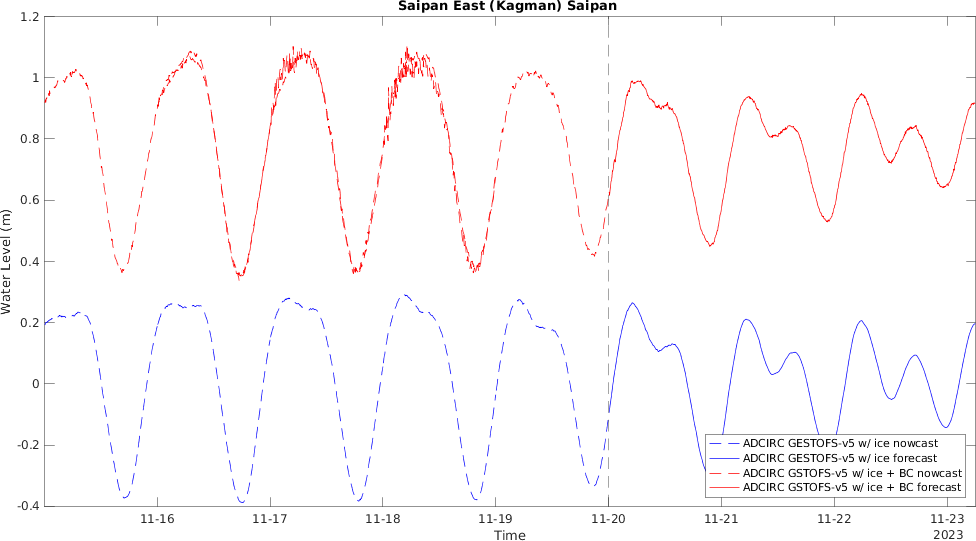 Saipan East (Kagman) Saipan
1.2
1
0.8
0.6
0.4
0.2
0
-0.2
-0.4
Water Level (m)
ADCIRC GESTOFS-v5 w/ ice nowcast
ADCIRC GESTOFS-v5 w/ ice forecast
ADCIRC GSTOFS-v5 w/ ice + BC nowcast
ADCIRC GSTOFS-v5 w/ ice + BC forecast
11-16 11-17 11-18 11-19 11-20 11-21 11-22 11-23
2023
Time